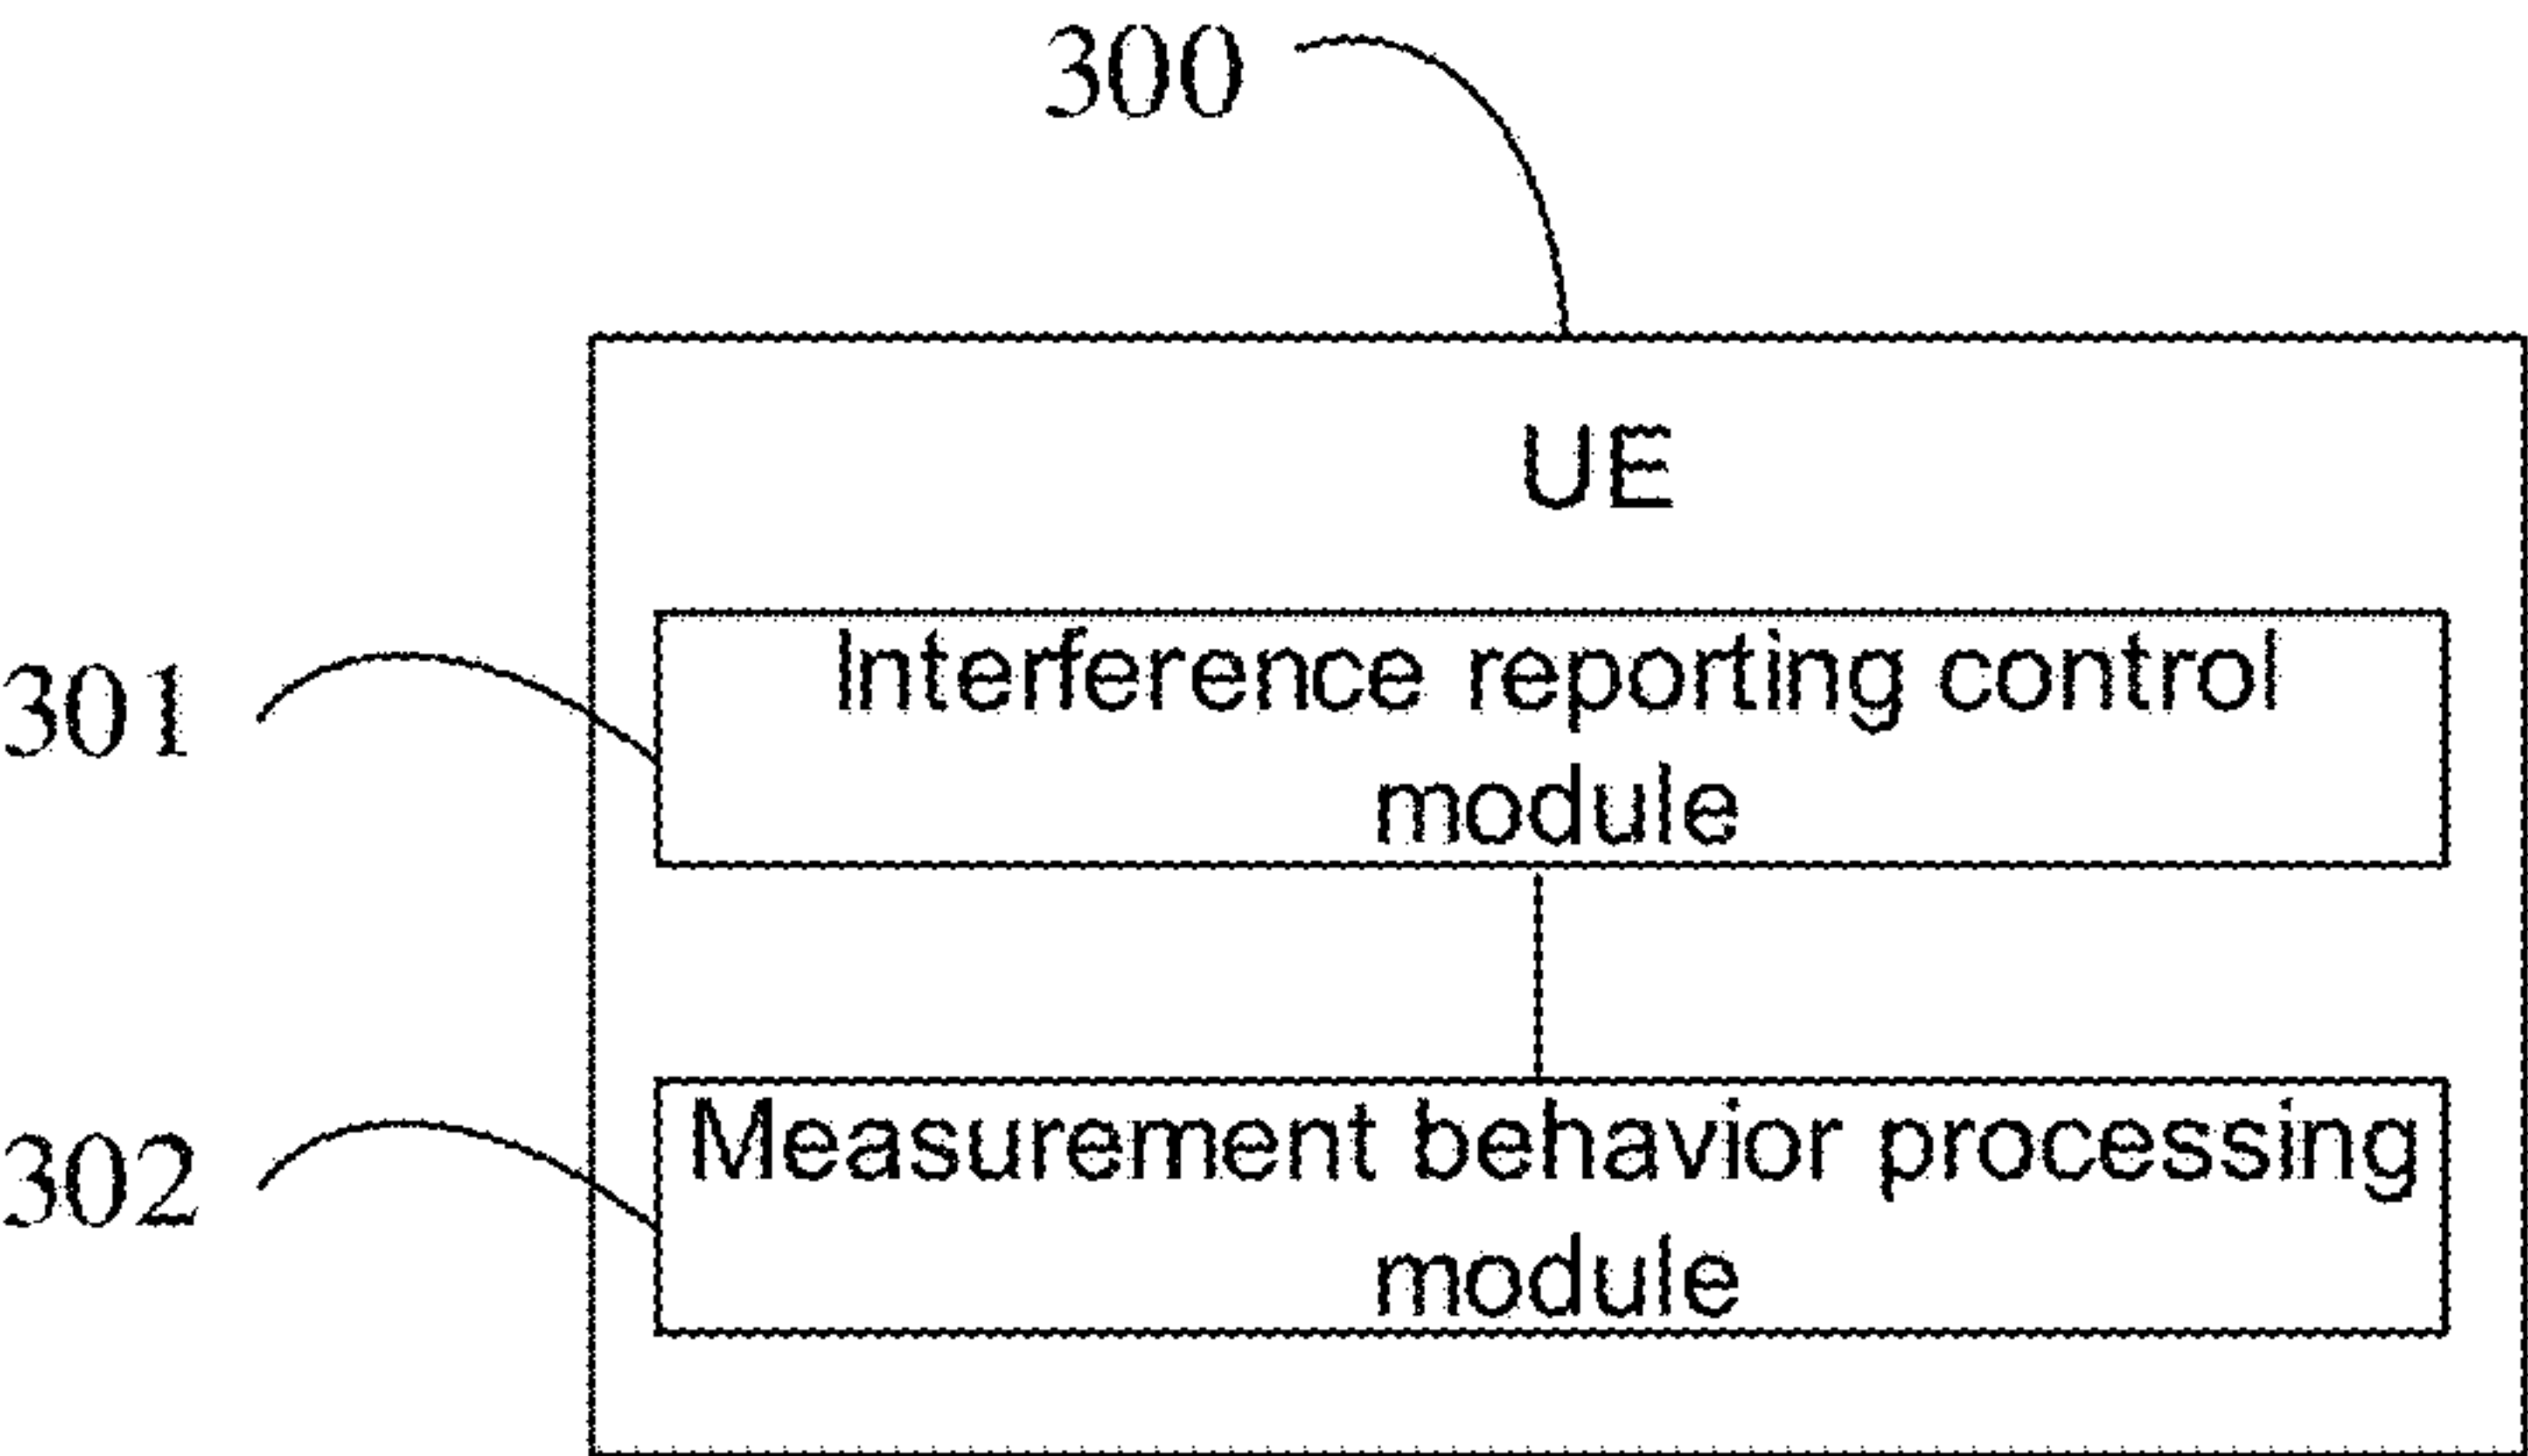 300
UE
301
Interference reporting control
module
302
Measurement behavior processing
module